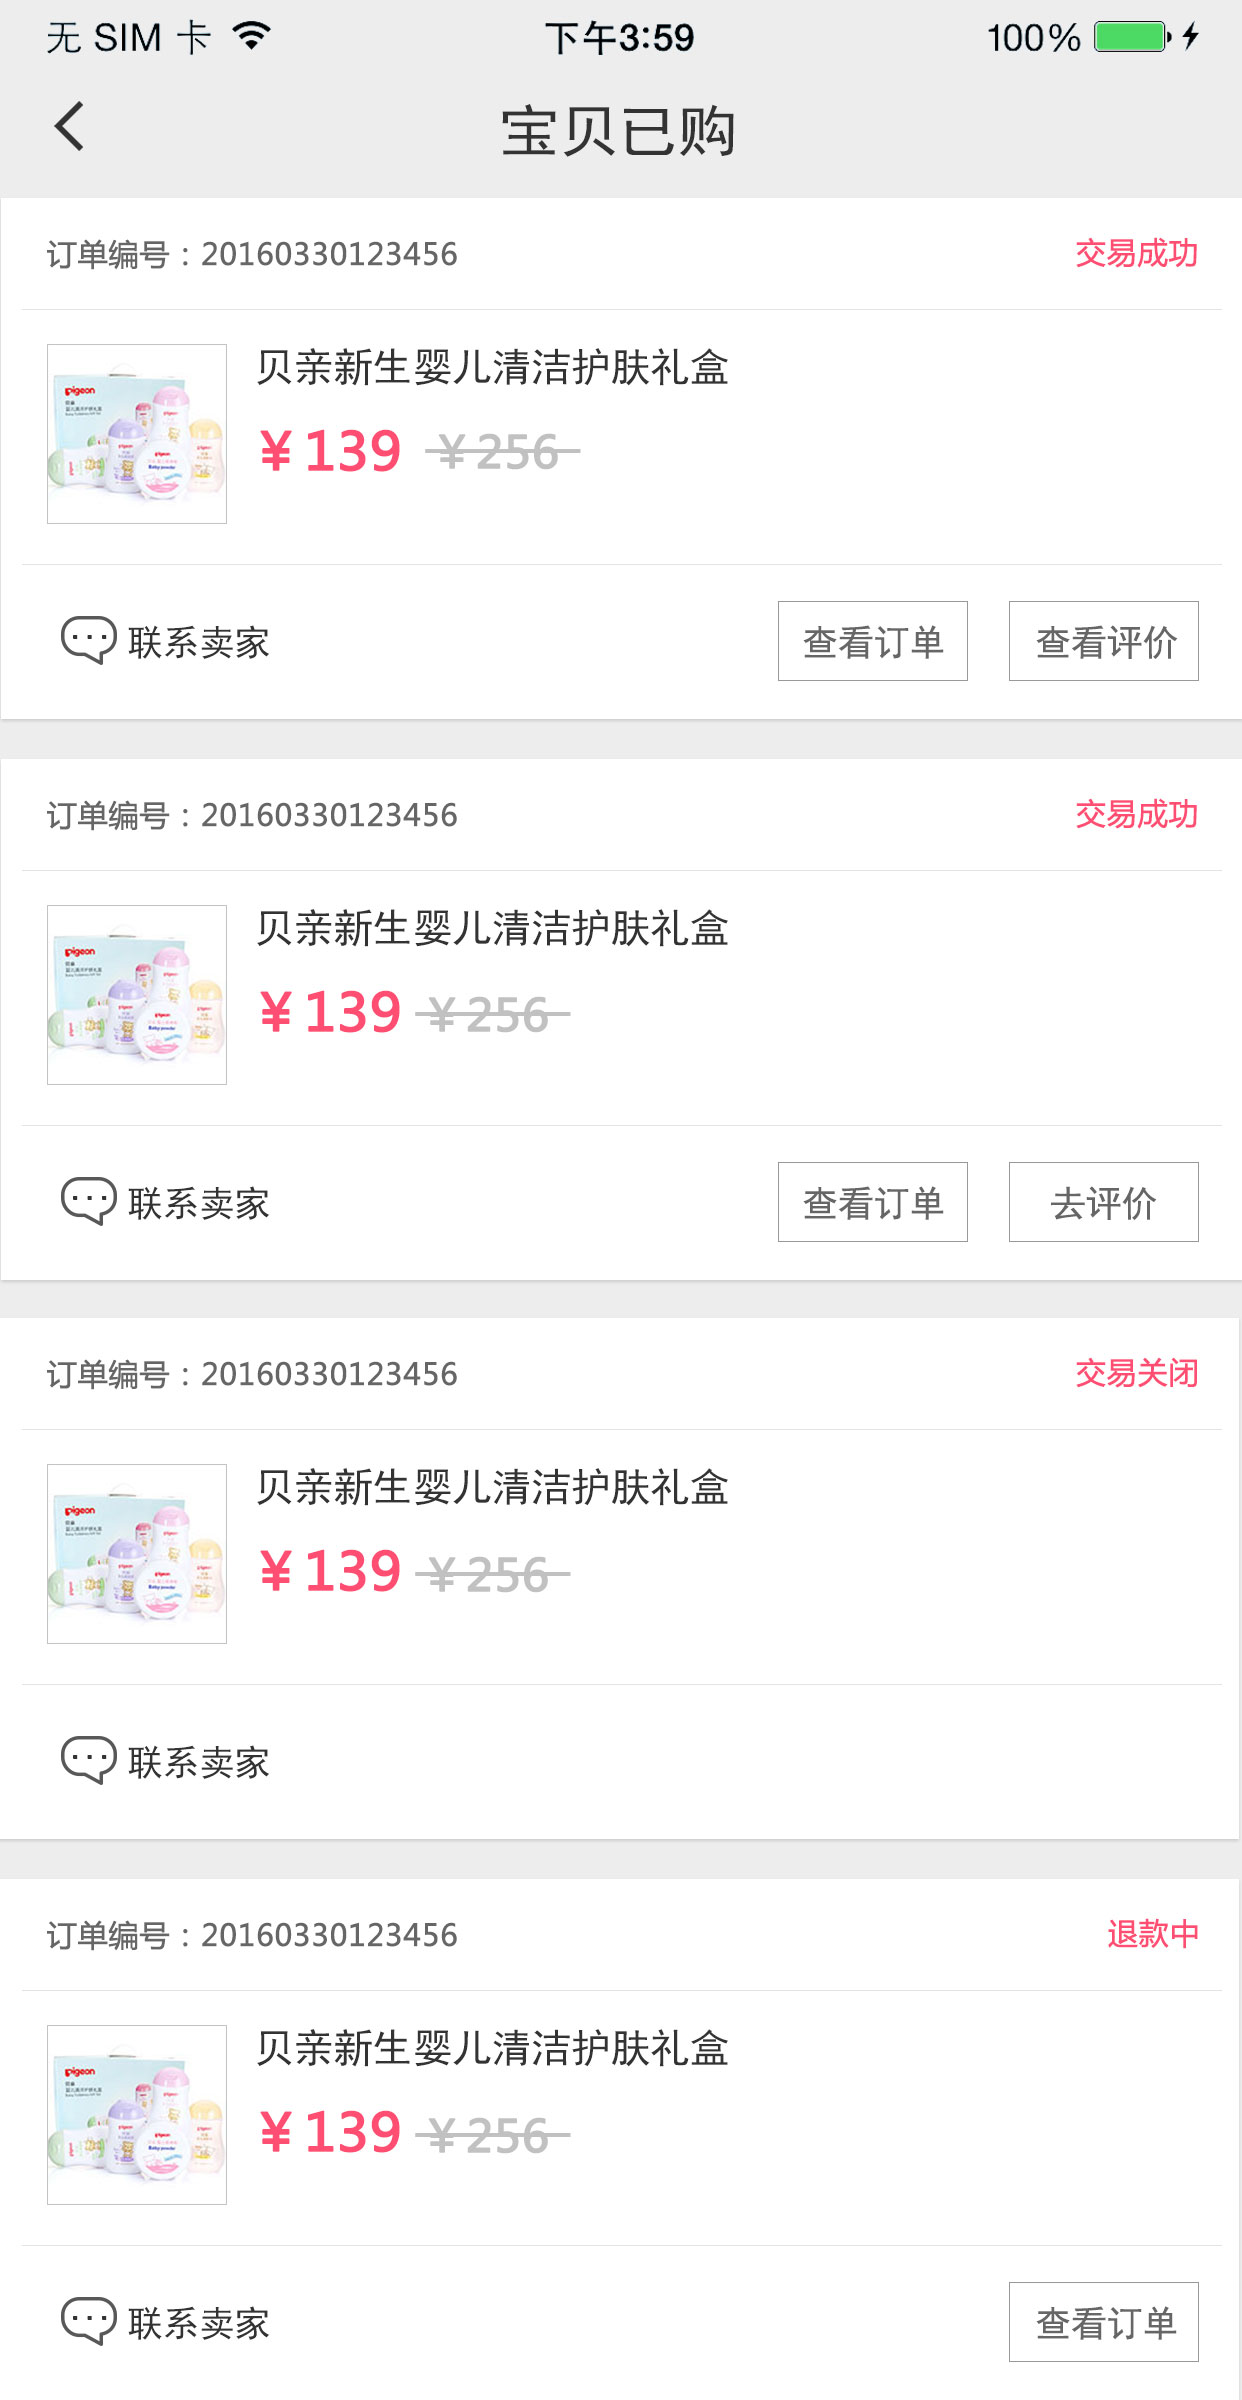 无 SIM 卡 下午3:59 100%
宝贝已购
订单编号：20160330123456 交易成功
pigeon
贝亲新生婴儿清洁护肤礼盒
￥139 ￥256
联系卖家 查看订单 查看评价
订单编号：20160330123456 交易成功
pigeon
贝亲新生婴儿清洁护肤礼盒
￥139 ￥256
联系卖家 查看订单 去评价
订单编号：20160330123456 交易关闭
pigeon
贝亲新生婴儿清洁护肤礼盒
￥139 ￥256
联系卖家
订单编号：20160330123456 退款中
pigeon
贝亲新生婴儿清洁护肤礼盒
￥139 ￥256
联系卖家 查看订单